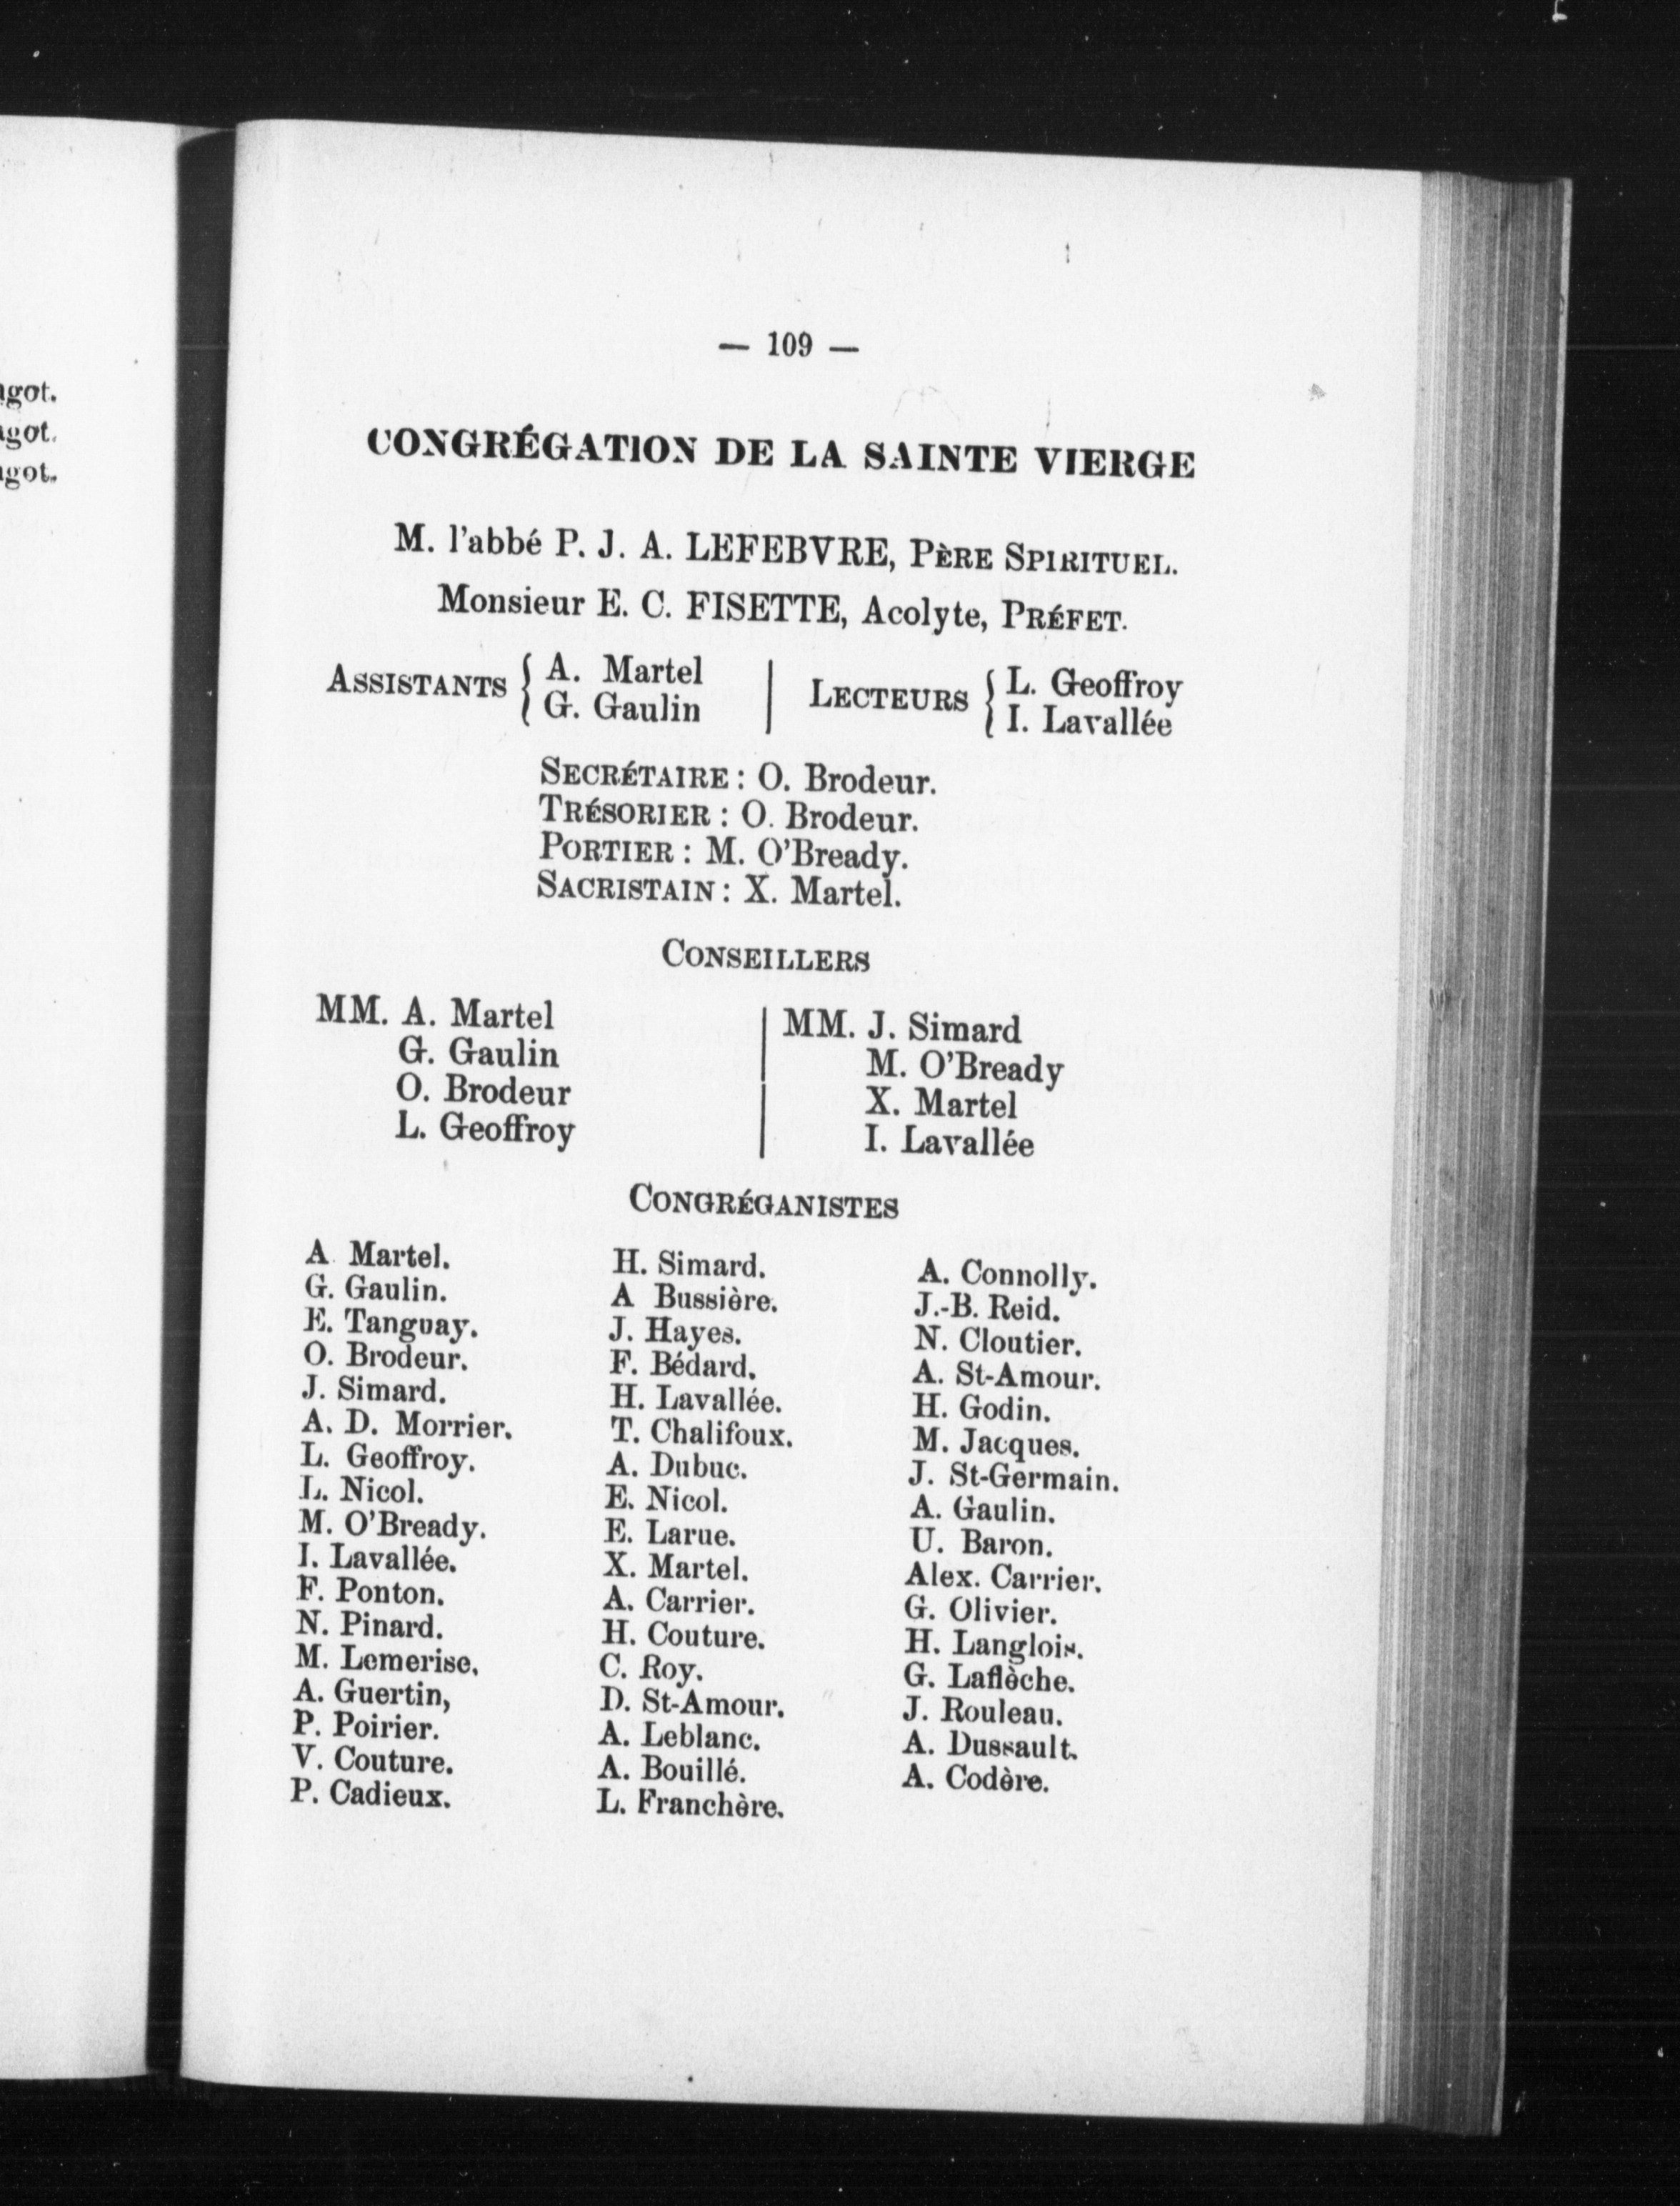 — 109 —
CONGRÉGATION DE LA SAINTE VIERGE
M. l'abbé P. J. A. LEFEBVRE, PÈRE SPIRITUEL.
Monsieur E. C. FISETTE, Acolyte, PRÉFET.
ASSISTANTS { A. Martel
G. Gaulin
LECTEURS { L. Geoffroy
I. Lavallée
SECRÉTAIRE : O. Brodeur.
TRÉSORIER : O. Brodeur.
PORTIER : M. O'Bready.
SACRISTAIN : X. Martel.
CONSEILLERS
MM. A. Martel
G. Gaulin
O. Brodeur
L. Geoffroy
MM. J. Simard
M. O'Bready
X. Martel
I. Lavallée
CONGRÉGANISTES
A. Martel.
G. Gaulin.
E. Tanguay.
O. Brodeur.
J. Simard.
A. D. Morrier.
L. Geoffroy.
L. Nicol.
M. O'Bready.
I. Lavallée.
F. Ponton.
N. Pinard.
M. Lemerise.
A. Guertin,
P. Poirier.
V. Couture.
P. Cadieux.
H. Simard.
A Bussière.
J. Hayes.
F. Bédard.
H. Lavallée.
T. Chalifoux.
A. Dubuc.
E. Nicol.
E. Larue.
X. Martel.
A. Carrier.
H. Couture.
C. Roy.
D. St-Amour.
A. Leblanc.
A. Bouillé.
L. Franchère.
A. Connolly.
J.-B. Reid.
N. Cloutier.
A. St-Amour.
H. Godin.
M. Jacques.
J. St-Germain.
A. Gaulin.
U. Baron.
Alex. Carrier.
G. Olivier.
H. Langlois.
G. Laflèche.
J. Rouleau.
A. Dussault.
A. Codère.